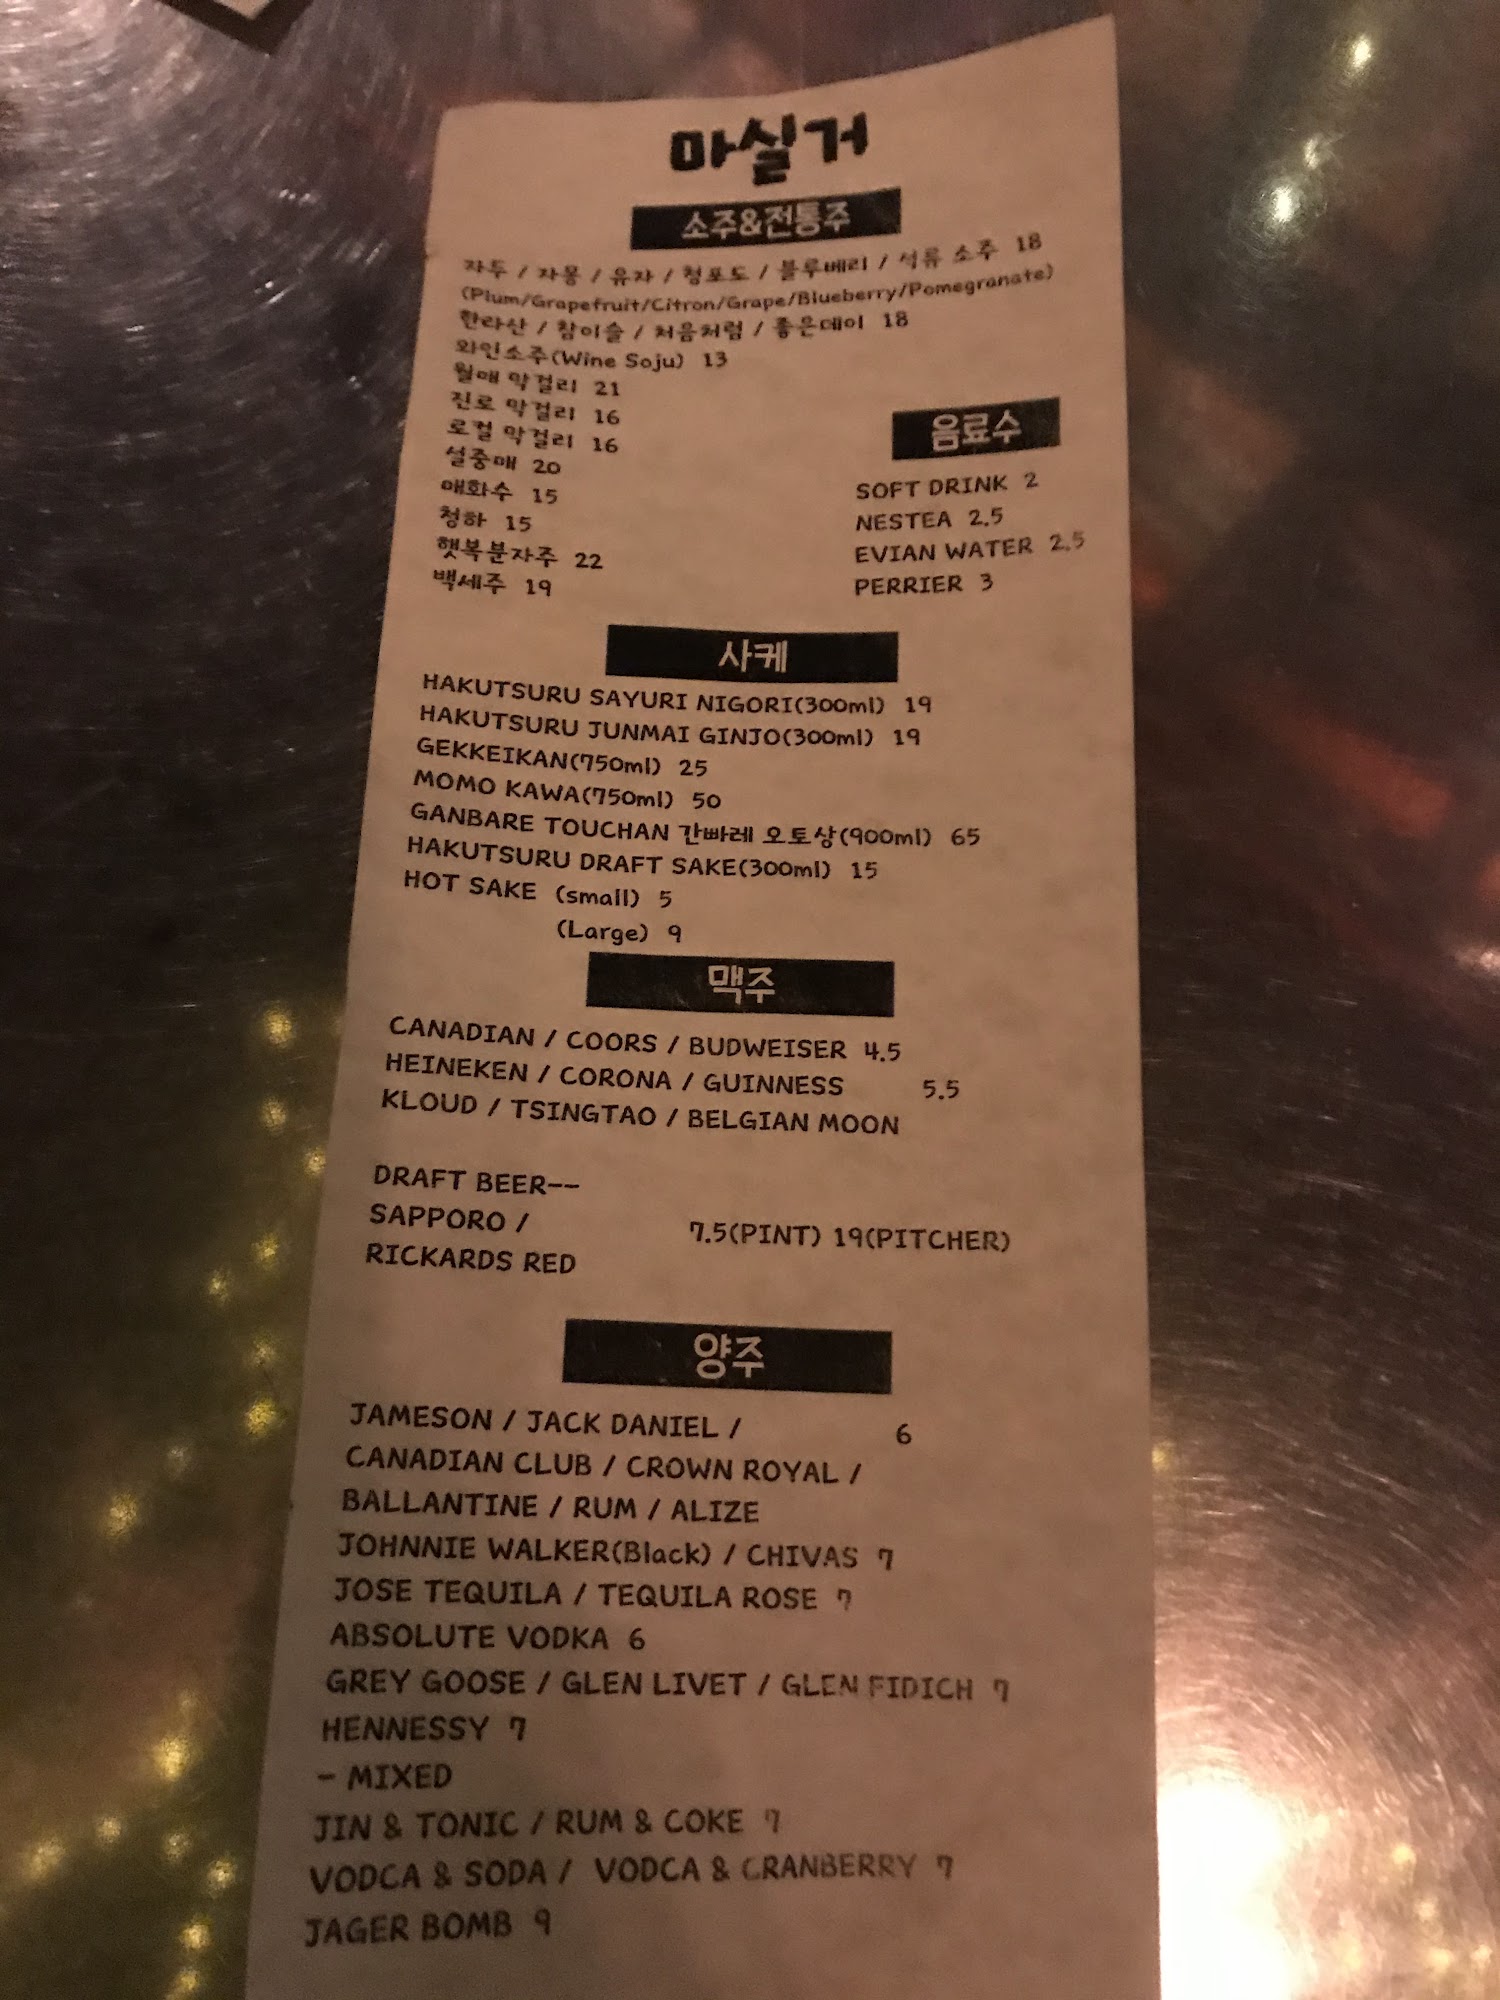 마실거
소주&전통주
자두 / 자몽 / 유자 / 청포도 / 블루베리 / 석류 소주 18
(Plum/Grapefruit/Citron/Grape/Blueberry/Pomegranate)
한라산 / 참이슬 / 처음처럼 / 좋은데이 18
와인소주(Wine Soju) 13
월매 막걸리 21
진로 막걸리 16
로컬 막걸리 16
설중매 20
매화수 15
청하 15
햇복분자주 22
백세주 19
음료수
SOFT DRINK 2
NESTEA 2.5
EVIAN WATER 2.5
PERRIER 3
사케
HAKUTSURU SAYURI NIGORI(300ml) 19
HAKUTSURU JUNMAI GINJO(300ml) 19
GEKKEIKAN(750ml) 25
MOMO KAWA(750ml) 50
GANBARE TOUCHAN 간빠레 오토상(900ml) 65
HAKUTSURU DRAFT SAKE(300ml) 15
HOT SAKE (small) 5
(Large) 9
맥주
CANADIAN / COORS / BUDWEISER 4.5
HEINEKEN / CORONA / GUINNESS 5.5
KLOUD / TSINGTAO / BELGIAN MOON
DRAFT BEER--
SAPPORO / 7.5(PINT) 19(PITCHER)
RICKARDS RED
양주
JAMESON / JACK DANIEL / 6
CANADIAN CLUB / CROWN ROYAL /
BALLANTINE / RUM / ALIZE
JOHNNIE WALKER(Black) / CHIVAS 7
JOSE TEQUILA / TEQUILA ROSE 7
ABSOLUTE VODKA 6
GREY GOOSE / GLEN LIVET / GLEN FIDICH 7
HENNESSY 7
- MIXED
JIN & TONIC / RUM & COKE 7
VODCA & SODA / VODCA & CRANBERRY 7
JAGER BOMB 9